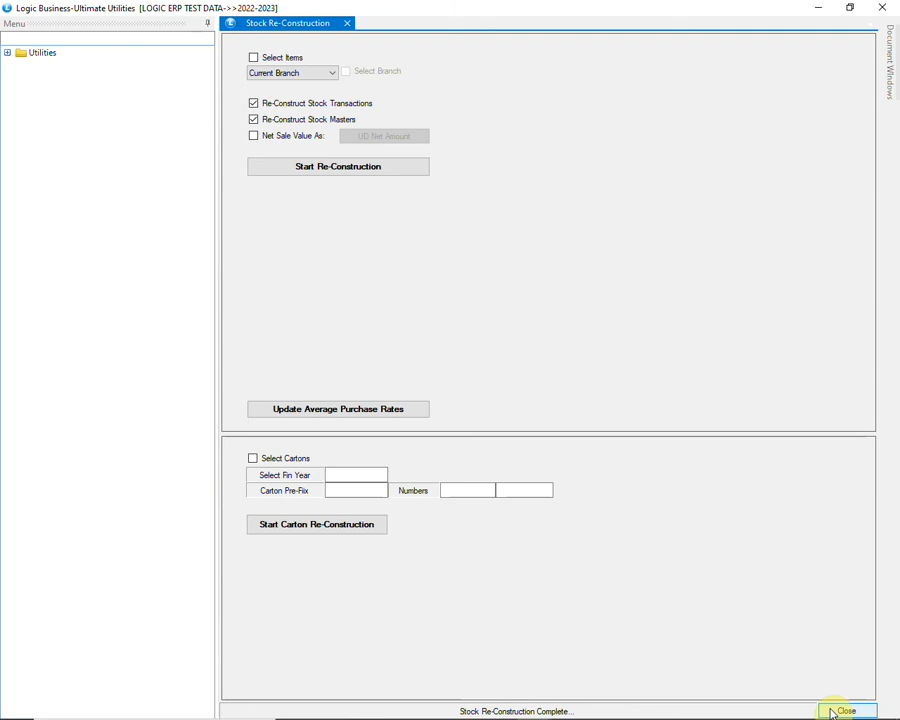 Logic Business-Ultimate Utilities [LOGIC ERP TEST DATA->>2022-2023]
Menu
Stock Re-Construction
Utilities
Select Items
Current Branch
Select Branch
Re-Construct Stock Transactions
Re-Construct Stock Masters
Net Sale Value As:
UD Net Amount
Start Re-Construction
Update Average Purchase Rates
Select Cartons
Select Fin Year
Carton Pre-Fiix
Numbers
Start Carton Re-Construction
Stock Re-Construction Complete...
Close
Document Windows